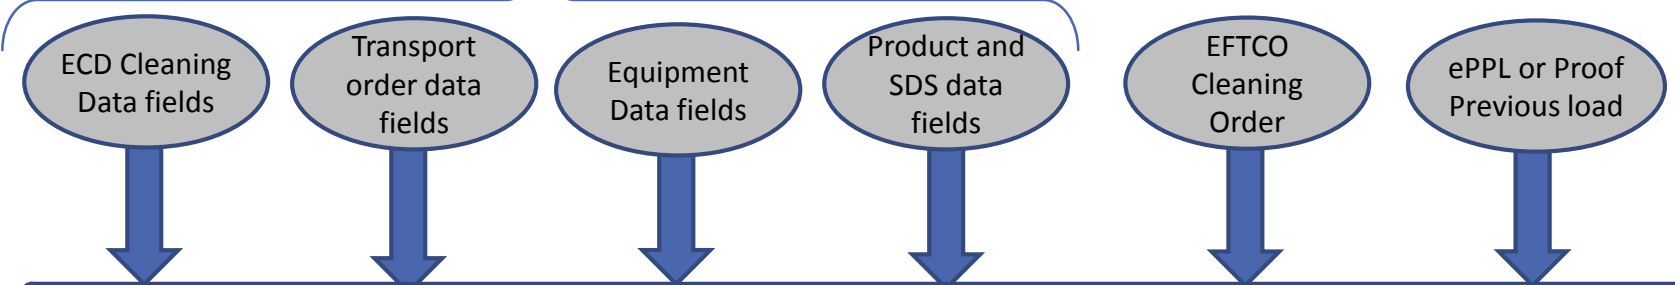 ECD Cleaning
Data fields
Transport
order data
fields
Equipment
Data fields
Product and
SDS data
fields
EFTCO
Cleaning
Order
ePPL or Proof
Previous load